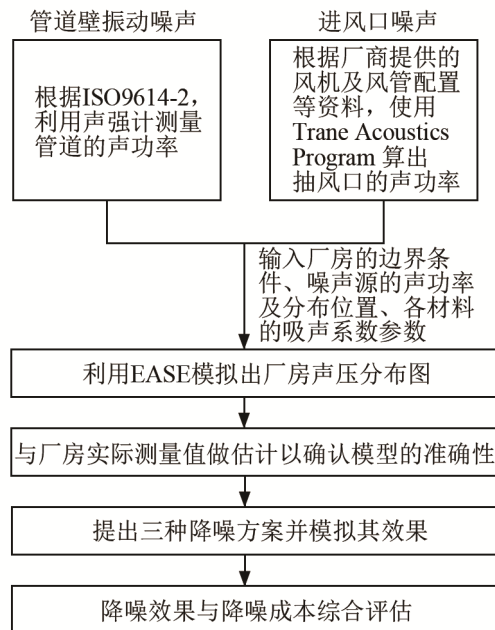 管道壁振动噪声
进风口噪声
根据ISO9614-2,
利用声强计测量
管道的声功率
根据厂商提供的
风机及风管配置
等资料，使用
Trane Acoustics
Program 算出
抽风口的声功率
输入厂房的边界条
件、噪声源的声功率
及分布位置、各材料
的吸声系数参数
利用EASE模拟出厂房声压分布图
与厂房实际测量值做估计以确认模型的准确性
提出三种降噪方案并模拟其效果
降噪效果与降噪成本综合评估